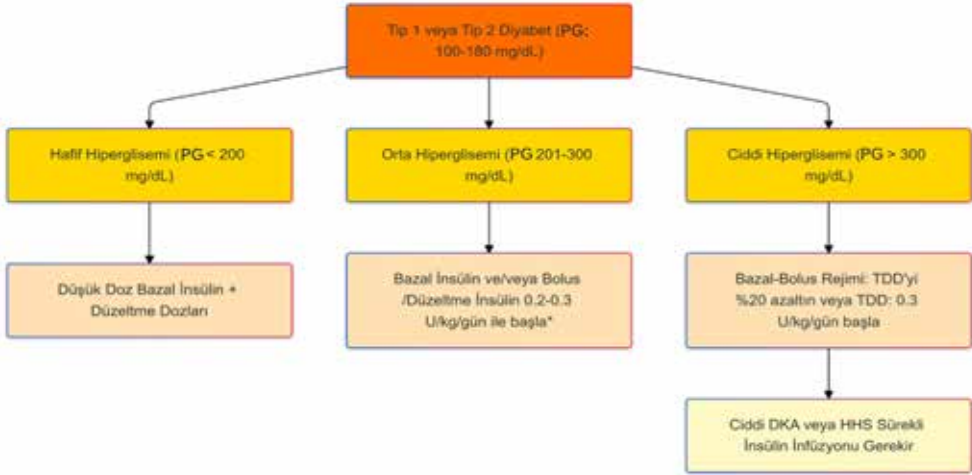 Tip 1 veya Tip 2 Diyabet (PG:
100-180 mg/dL)
Hafif Hiperglisemi (PG < 200
mg/dL)
Orta Hiperglisemi (PG 201-300
mg/dL)
Ciddi Hiperglisemi (PG > 300
mg/dL)
Düşük Doz Bazal İnsülin +
Düzeltme Dozları
Bazal İnsülin ve/veya Bolus
/Düzeltme İnsülin 0.2-0.3
U/kg/gün ile başla*
Bazal-Bolus Rejimi: TDD'yi
%20 azaltın veya TDD: 0.3
U/kg/gün başla
Ciddi DKA veya HHS Sürekli
İnsülin İnfüzyonu Gerekir